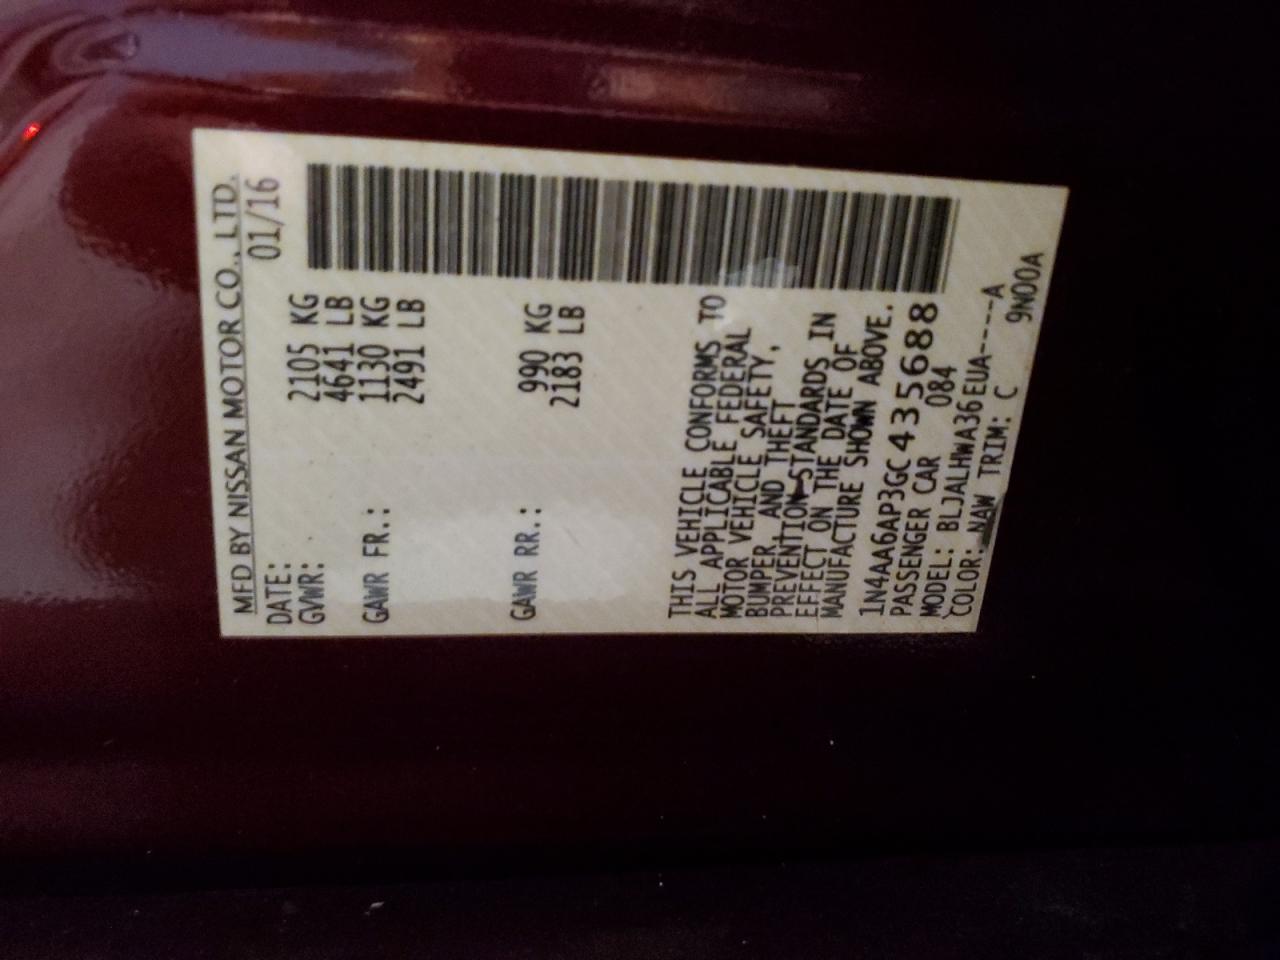 MFD BY NISSAN MOTOR CO., LTD.
DATE: 01/16
GVWR: 2105 KG
4641 LB
GAWR FR.: 1130 KG
2491 LB
GAWR RR.: 990 KG
2183 LB
THIS VEHICLE CONFORMS TO
ALL APPLICABLE FEDERAL
MOTOR VEHICLE SAFETY,
BUMPER AND THEFT
PREVENTION STANDARDS IN
EFFECT ON THE DATE OF
MANUFACTURE SHOWN ABOVE.
1N4AA6AP3GC435688
PASSENGER CAR 084
MODEL: BLJALHWA36EUA-----A
COLOR: NAW TRIM: C 9N00A